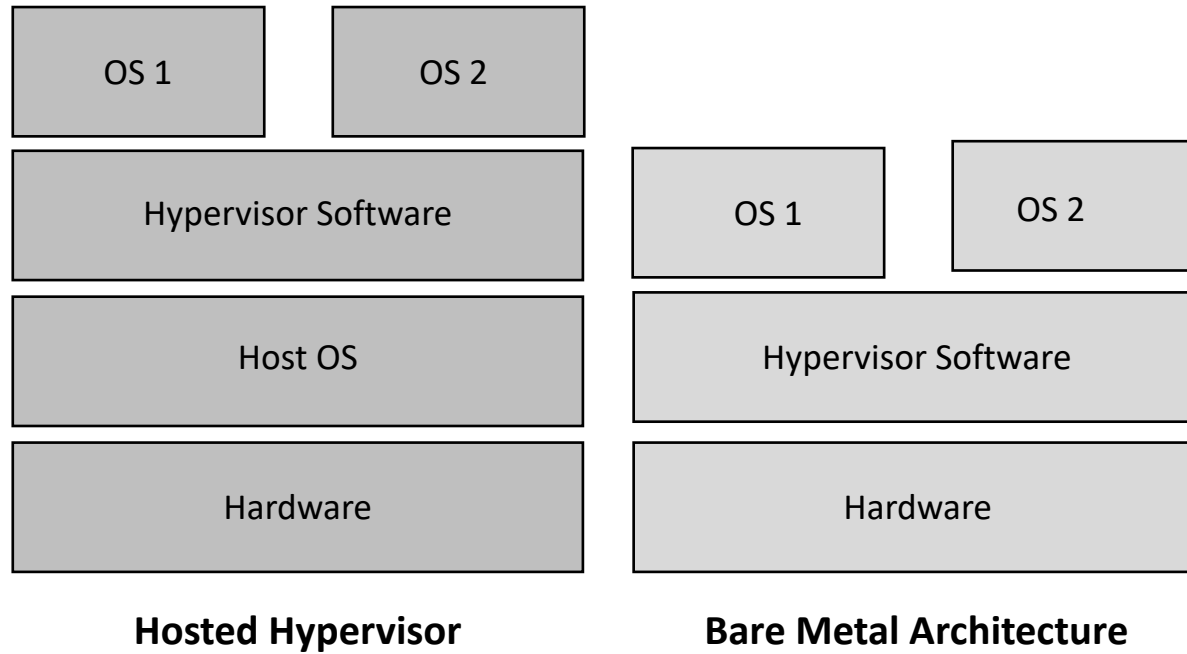 OS 1
OS 2
Hypervisor Software
Host OS
Hardware
Hosted Hypervisor
OS 1
OS 2
Hypervisor Software
Hardware
Bare Metal Architecture